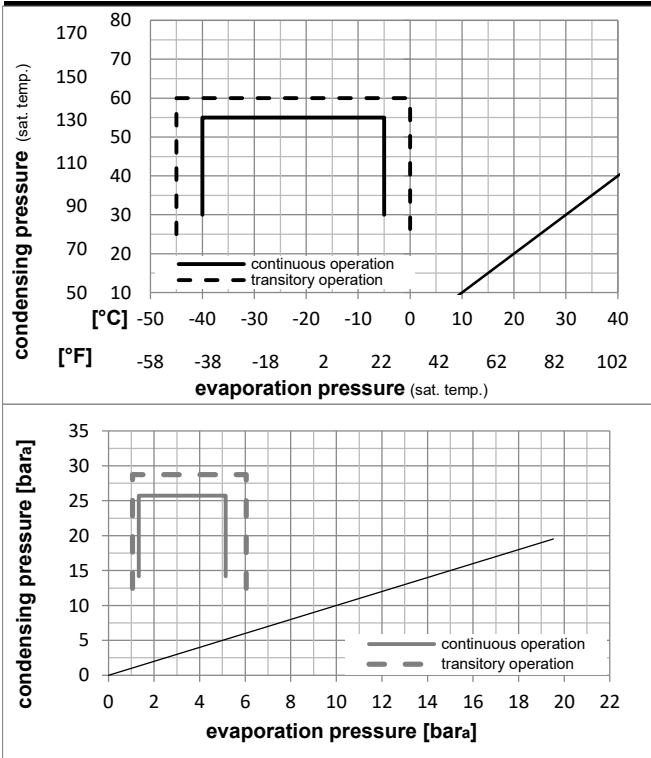 condensing pressure (sat. temp.)
170 80
150 70
130 60
110 50
90 40
70 30
50 20
10
continuous operation
transitory operation
[°C] -50 -40 -30 -20 -10 0 10 20 30 40
[°F] -58 -38 -18 2 22 42 62 82 102
evaporation pressure (sat. temp.)
condensing pressure [bara]
35
30
25
20
15
10
5
0
continuous operation
transitory operation
0 2 4 6 8 10 12 14 16 18 20 22
evaporation pressure [bara]